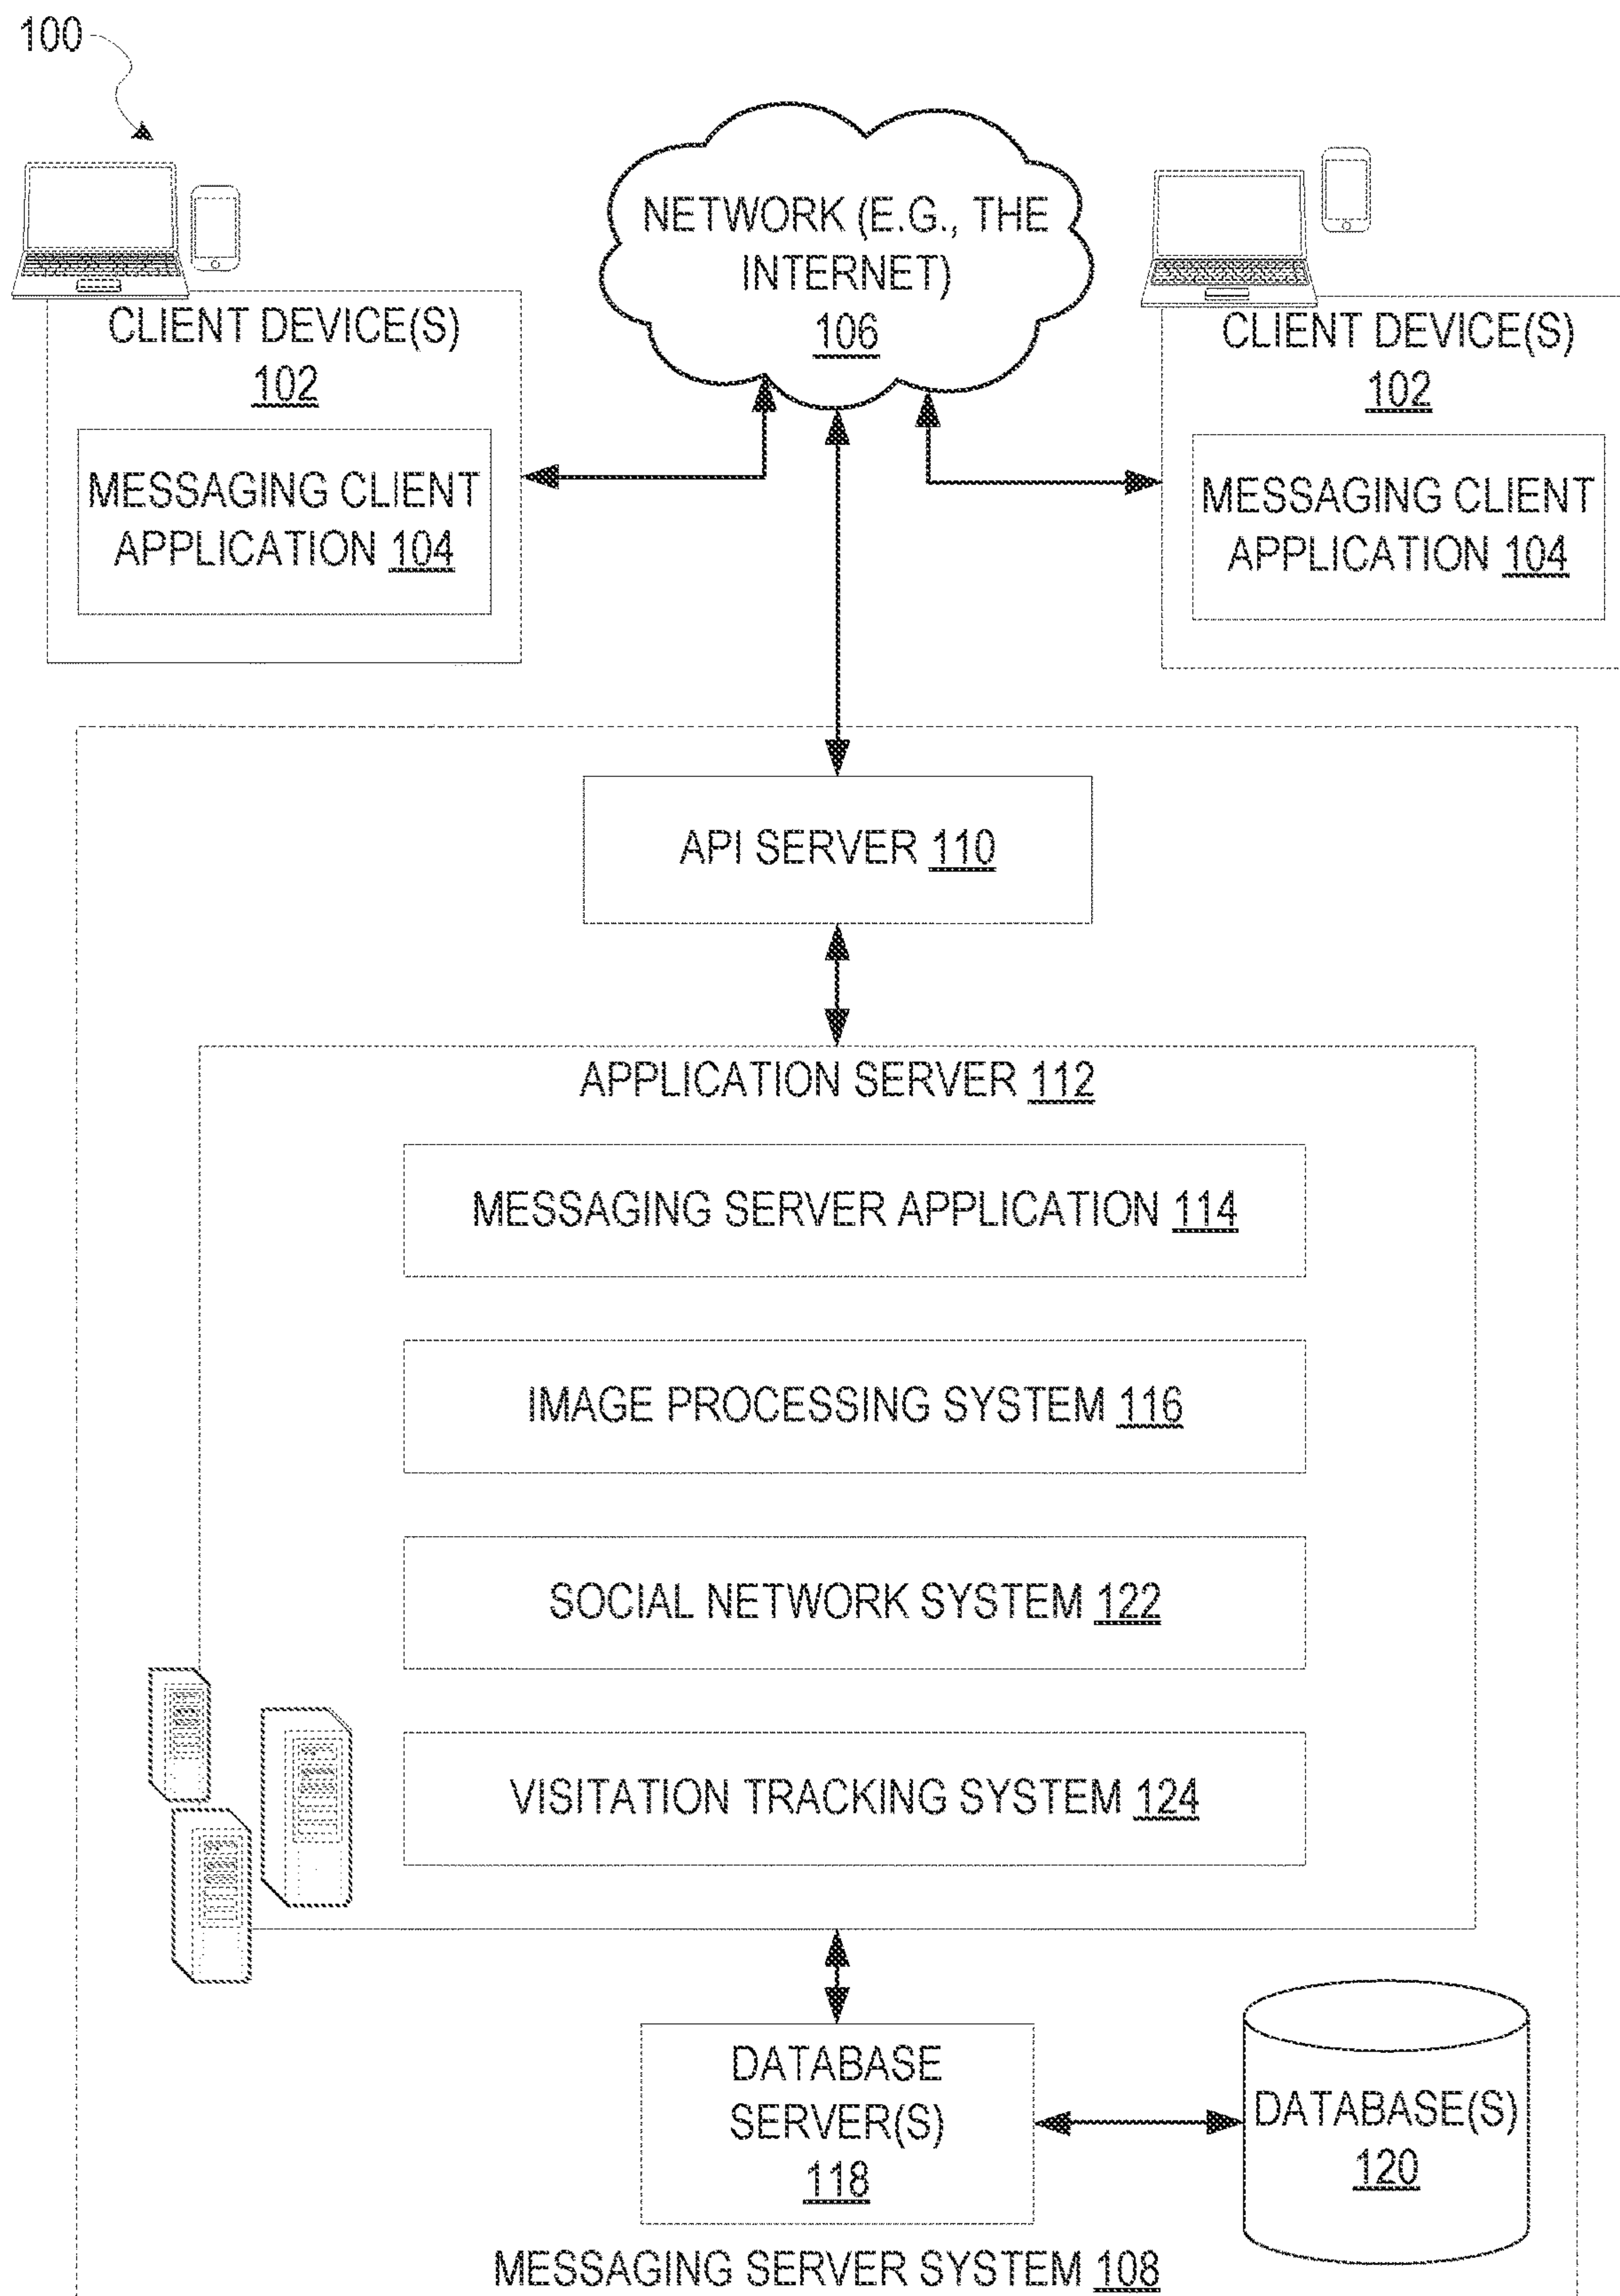 100
NETWORK (E.G., THE
INTERNET)
106
CLIENT DEVICE(S)
102
MESSAGING CLIENT
APPLICATION 104
CLIENT DEVICE(S)
102
MESSAGING CLIENT
APPLICATION 104
API SERVER 110
APPLICATION SERVER 112
MESSAGING SERVER APPLICATION 114
IMAGE PROCESSING SYSTEM 116
SOCIAL NETWORK SYSTEM 122
VISITATION TRACKING SYSTEM 124
DATABASE
SERVER(S)
118
DATABASE(S)
120
MESSAGING SERVER SYSTEM 108